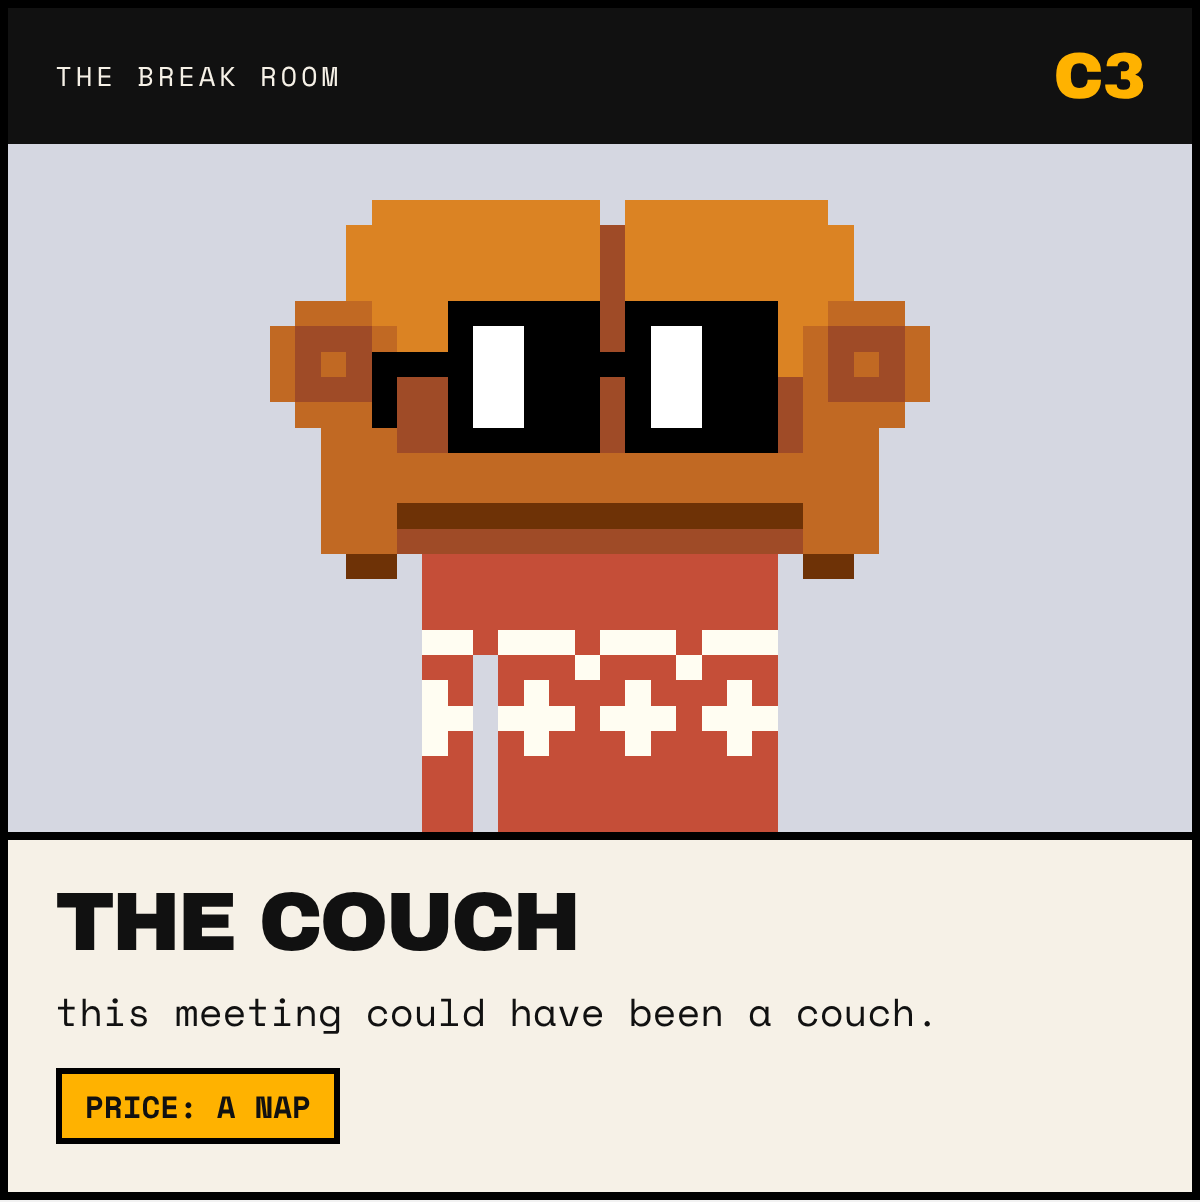 THE BREAK ROOM
C3
THE COUCH
this meeting could have been a couch.
PRICE: A NAP